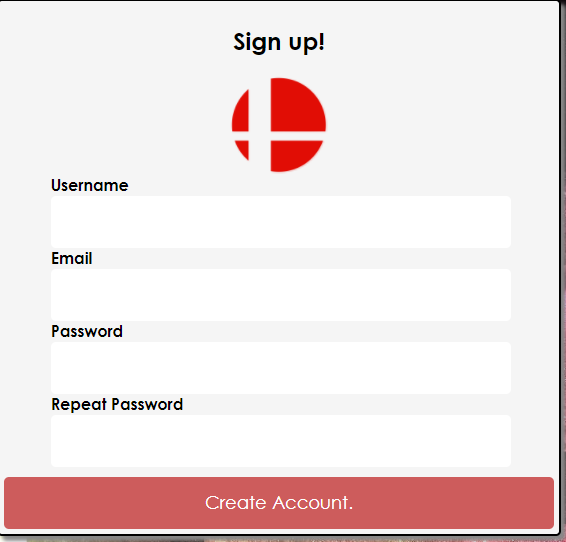 Sign up!
Username
Email
Password
Repeat Password
Create Account.